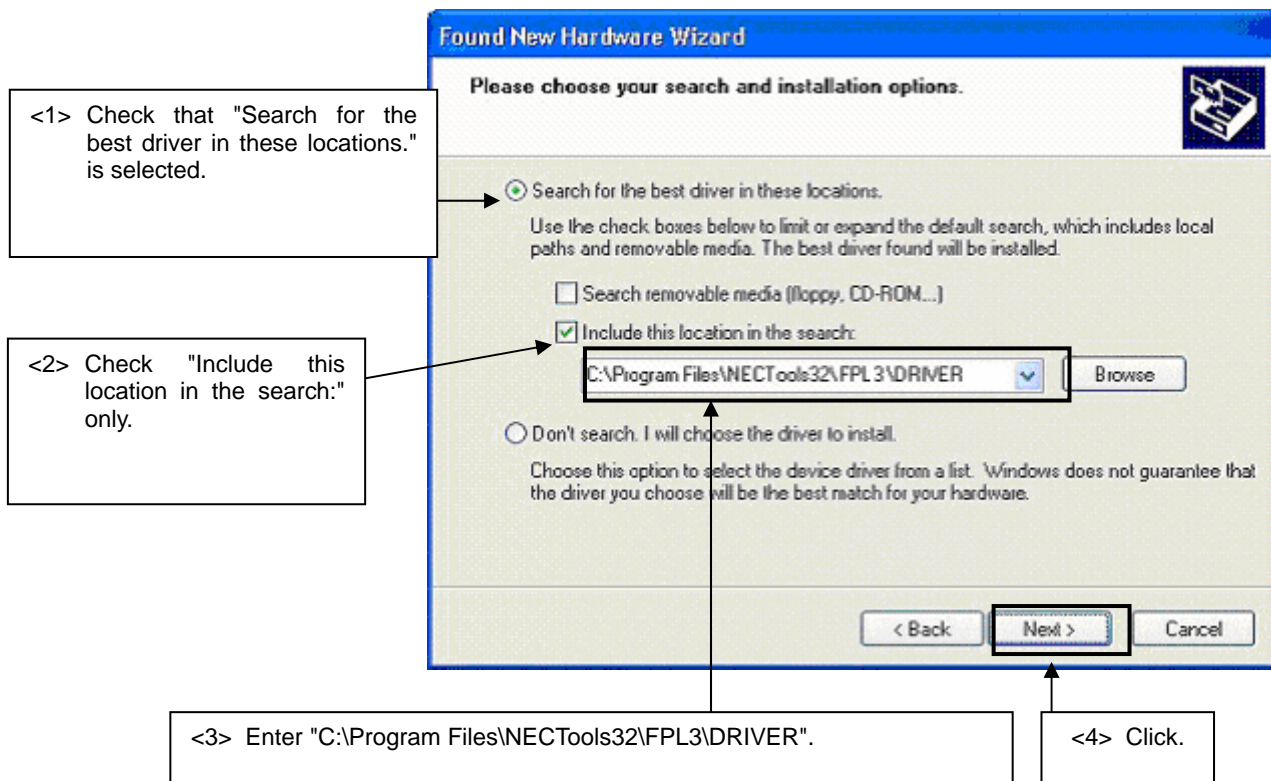 Found New Hardware Wizard
Please choose your search and installation options.
<1> Check that "Search for the
best driver in these locations."
is selected.
Search for the best driver in these locations.
Use the check boxes below to limit or expand the default search, which includes local
paths and removable media. The best driver found will be installed.
Search removable media (floppy, CD-ROM...)
Include this location in the search:
<2> Check "Include this
location in the search:"
only.
C:\Program Files\NECTools32\FPL3\DRIVER
Browse
Don't search. I will choose the driver to install.
Choose this option to select the device driver from a list. Windows does not guarantee that
the driver you choose will be the best match for your hardware.
< Back
Next >
Cancel
<3> Enter "C:\Program Files\NECTools32\FPL3\DRIVER".
<4> Click.